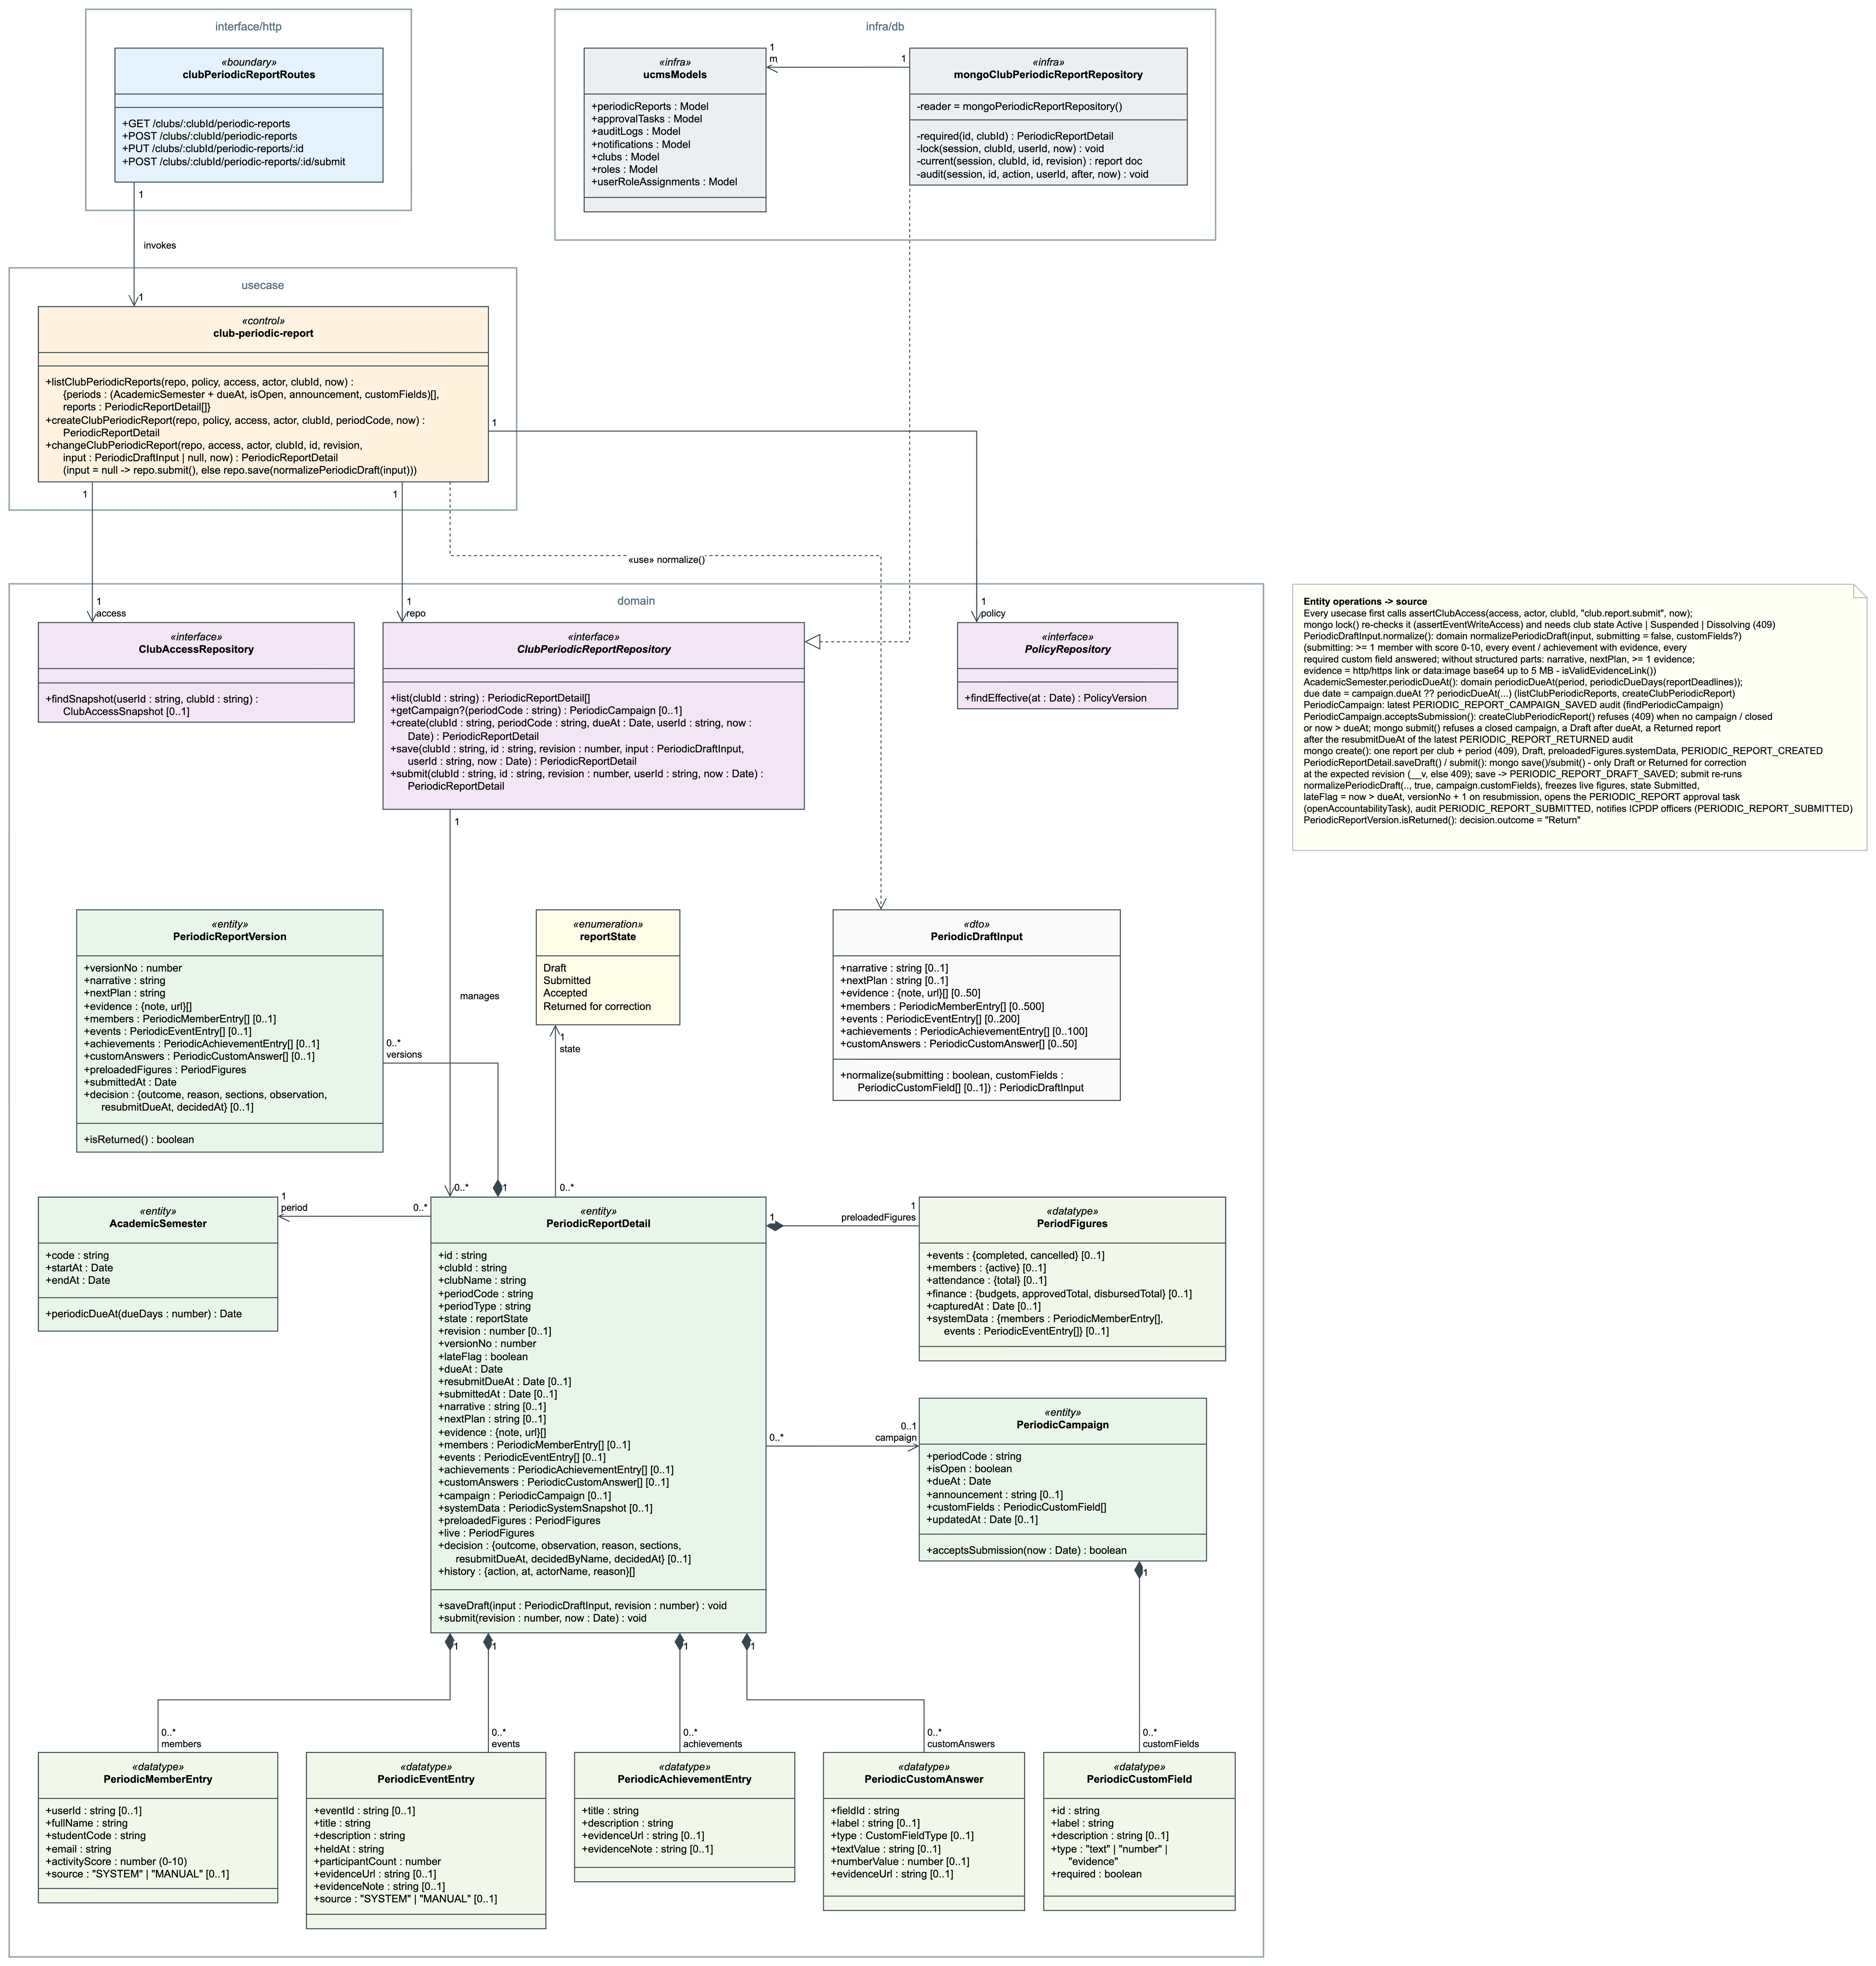 interface/http
«boundary»
clubPeriodicReportRoutes
+GET /clubs/:clubId/periodic-reports
+POST /clubs/:clubId/periodic-reports
+PUT /clubs/:clubId/periodic-reports/:id
+POST /clubs/:clubId/periodic-reports/:id/submit
1
invokes
1
infra/db
«infra»
ucmsModels
+periodicReports : Model
+approvalTasks : Model
+auditLogs : Model
+notifications : Model
+clubs : Model
+roles : Model
+userRoleAssignments : Model
1
m
1
«infra»
mongoClubPeriodicReportRepository
-reader = mongoPeriodicReportRepository()
-required(id, clubId) : PeriodicReportDetail
-lock(session, clubId, userId, now) : void
-current(session, clubId, id, revision) : report doc
-audit(session, id, action, userId, after, now) : void
usecase
«control»
club-periodic-report
+listClubPeriodicReports(repo, policy, access, actor, clubId, now) :
{periods : (AcademicSemester + dueAt, isOpen, announcement, customFields)[],
reports : PeriodicReportDetail[]}
+createClubPeriodicReport(repo, policy, access, actor, clubId, periodCode, now) :
PeriodicReportDetail
+changeClubPeriodicReport(repo, access, actor, clubId, id, revision,
input : PeriodicDraftInput | null, now) : PeriodicReportDetail
(input = null -> repo.submit(), else repo.save(normalizePeriodicDraft(input)))
1
1
1
«use» normalize()
domain
1
access
1
repo
1
policy
«interface»
ClubAccessRepository
+findSnapshot(userId : string, clubId : string) :
ClubAccessSnapshot [0..1]
«interface»
ClubPeriodicReportRepository
+list(clubId : string) : PeriodicReportDetail[]
+getCampaign?(periodCode : string) : PeriodicCampaign [0..1]
+create(clubId : string, periodCode : string, dueAt : Date, userId : string, now :
Date) : PeriodicReportDetail
+save(clubId : string, id : string, revision : number, input : PeriodicDraftInput,
userId : string, now : Date) : PeriodicReportDetail
+submit(clubId : string, id : string, revision : number, userId : string, now : Date) :
PeriodicReportDetail
«interface»
PolicyRepository
+findEffective(at : Date) : PolicyVersion
Entity operations -> source
Every usecase first calls assertClubAccess(access, actor, clubId, "club.report.submit", now);
mongo lock() re-checks it (assertEventWriteAccess) and needs club state Active | Suspended | Dissolving (409)
PeriodicDraftInput.normalize(): domain normalizePeriodicDraft(input, submitting = false, customFields?)
(submitting: >= 1 member with score 0-10, every event / achievement with evidence, every
required custom field answered; without structured parts: narrative, nextPlan, >= 1 evidence;
evidence = http/https link or data:image base64 up to 5 MB - isValidEvidenceLink())
AcademicSemester.periodicDueAt(): domain periodicDueAt(period, periodicDueDays(reportDeadlines));
due date = campaign.dueAt ?? periodicDueAt(...) (listClubPeriodicReports, createClubPeriodicReport)
PeriodicCampaign: latest PERIODIC_REPORT_CAMPAIGN_SAVED audit (findPeriodicCampaign)
PeriodicCampaign.acceptsSubmission(): createClubPeriodicReport() refuses (409) when no campaign / closed
or now > dueAt; mongo submit() refuses a closed campaign, a Draft after dueAt, a Returned report
after the resubmitDueAt of the latest PERIODIC_REPORT_RETURNED audit
mongo create(): one report per club + period (409), Draft, preloadedFigures.systemData, PERIODIC_REPORT_CREATED
PeriodicReportDetail.saveDraft() / submit(): mongo save()/submit() - only Draft or Returned for correction
at the expected revision (__v, else 409); save -> PERIODIC_REPORT_DRAFT_SAVED; submit re-runs
normalizePeriodicDraft(.., true, campaign.customFields), freezes live figures, state Submitted,
lateFlag = now > dueAt, versionNo + 1 on resubmission, opens the PERIODIC_REPORT approval task
(openAccountabilityTask), audit PERIODIC_REPORT_SUBMITTED, notifies ICPDP officers (PERIODIC_REPORT_SUBMITTED)
PeriodicReportVersion.isReturned(): decision.outcome = "Return"
1
manages
0..*
«entity»
PeriodicReportVersion
+versionNo : number
+narrative : string
+nextPlan : string
+evidence : {note, url}[]
+members : PeriodicMemberEntry[] [0..1]
+events : PeriodicEventEntry[] [0..1]
+achievements : PeriodicAchievementEntry[] [0..1]
+customAnswers : PeriodicCustomAnswer[] [0..1]
+preloadedFigures : PeriodFigures
+submittedAt : Date
+decision : {outcome, reason, sections, observation,
resubmitDueAt, decidedAt} [0..1]
+isReturned() : boolean
0..*
versions
1
«enumeration»
reportState
Draft
Submitted
Accepted
Returned for correction
1
state
0..*
«dto»
PeriodicDraftInput
+narrative : string [0..1]
+nextPlan : string [0..1]
+evidence : {note, url}[] [0..50]
+members : PeriodicMemberEntry[] [0..500]
+events : PeriodicEventEntry[] [0..200]
+achievements : PeriodicAchievementEntry[] [0..100]
+customAnswers : PeriodicCustomAnswer[] [0..50]
+normalize(submitting : boolean, customFields :
PeriodicCustomField[] [0..1]) : PeriodicDraftInput
«entity»
AcademicSemester
+code : string
+startAt : Date
+endAt : Date
+periodicDueAt(dueDays : number) : Date
1
period
0..*
«entity»
PeriodicReportDetail
+id : string
+clubId : string
+clubName : string
+periodCode : string
+periodType : string
+state : reportState
+revision : number [0..1]
+versionNo : number
+lateFlag : boolean
+dueAt : Date
+resubmitDueAt : Date [0..1]
+submittedAt : Date [0..1]
+narrative : string [0..1]
+nextPlan : string [0..1]
+evidence : {note, url}[]
+members : PeriodicMemberEntry[] [0..1]
+events : PeriodicEventEntry[] [0..1]
+achievements : PeriodicAchievementEntry[] [0..1]
+customAnswers : PeriodicCustomAnswer[] [0..1]
+campaign : PeriodicCampaign [0..1]
+systemData : PeriodicSystemSnapshot [0..1]
+preloadedFigures : PeriodFigures
+live : PeriodFigures
+decision : {outcome, observation, reason, sections,
resubmitDueAt, decidedByName, decidedAt} [0..1]
+history : {action, at, actorName, reason}[]
+saveDraft(input : PeriodicDraftInput, revision : number) : void
+submit(revision : number, now : Date) : void
1
1
preloadedFigures
«datatype»
PeriodFigures
+events : {completed, cancelled} [0..1]
+members : {active} [0..1]
+attendance : {total} [0..1]
+finance : {budgets, approvedTotal, disbursedTotal} [0..1]
+capturedAt : Date [0..1]
+systemData : {members : PeriodicMemberEntry[],
events : PeriodicEventEntry[]} [0..1]
0..*
0..1
campaign
«entity»
PeriodicCampaign
+periodCode : string
+isOpen : boolean
+dueAt : Date
+announcement : string [0..1]
+customFields : PeriodicCustomField[]
+updatedAt : Date [0..1]
+acceptsSubmission(now : Date) : boolean
1
1
1
1
1
0..*
members
0..*
events
0..*
achievements
0..*
customAnswers
0..*
customFields
«datatype»
PeriodicMemberEntry
+userId : string [0..1]
+fullName : string
+studentCode : string
+email : string
+activityScore : number (0-10)
+source : "SYSTEM" | "MANUAL" [0..1]
«datatype»
PeriodicEventEntry
+eventId : string [0..1]
+title : string
+description : string
+heldAt : string
+participantCount : number
+evidenceUrl : string [0..1]
+evidenceNote : string [0..1]
+source : "SYSTEM" | "MANUAL" [0..1]
«datatype»
PeriodicAchievementEntry
+title : string
+description : string
+evidenceUrl : string [0..1]
+evidenceNote : string [0..1]
«datatype»
PeriodicCustomAnswer
+fieldId : string
+label : string [0..1]
+type : CustomFieldType [0..1]
+textValue : string [0..1]
+numberValue : number [0..1]
+evidenceUrl : string [0..1]
«datatype»
PeriodicCustomField
+id : string
+label : string
+description : string [0..1]
+type : "text" | "number" |
"evidence"
+required : boolean